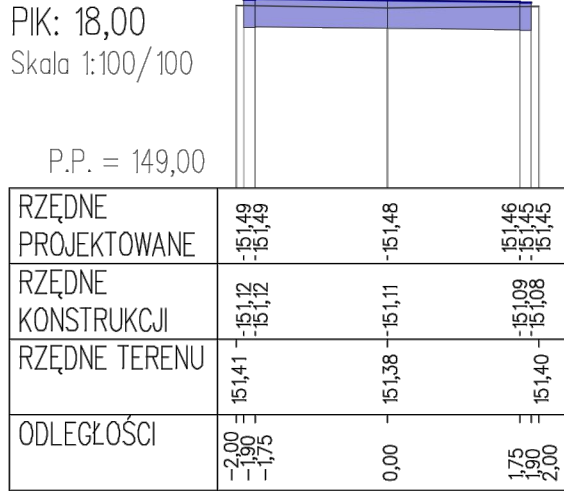 PIK: 18,00
Skala 1:100/100
P.P. = 149,00
RZĘDNE PROJEKTOWANE
151,49 151,49 151,48 151,46 151,45 151,45
RZĘDNE KONSTRUKCJI
151,12 151,12 151,11 151,09 151,08
RZĘDNE TERENU
151,41 151,38 151,40
ODLEGŁOŚCI
-2,00 -1,90 -1,75 0,00 1,75 1,90 2,00